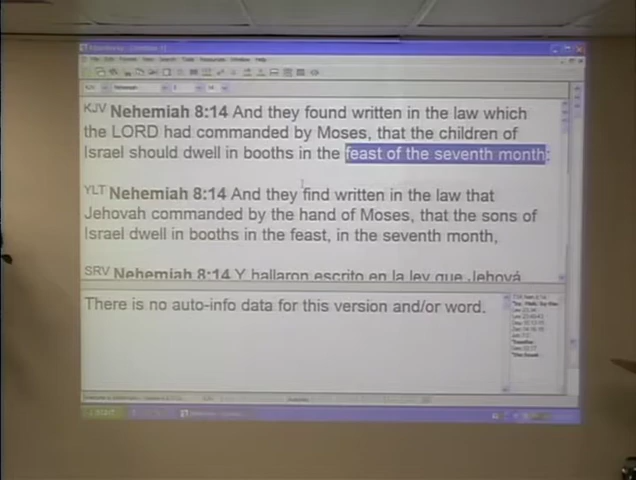 KJV Nehemiah 8:14 And they found written in the law which
the LORD had commanded by Moses, that the children of
Israel should dwell in booths in the feast of the seventh month:
YLT Nehemiah 8:14 And they find written in the law that
Jehovah commanded by the hand of Moses, that the sons of
Israel dwell in booths in the feast, in the seventh month,
SRV Nehemiah 8:14 Y hallaron escrito en la ley que Jehová
There is no auto-info data for this version and/or word.